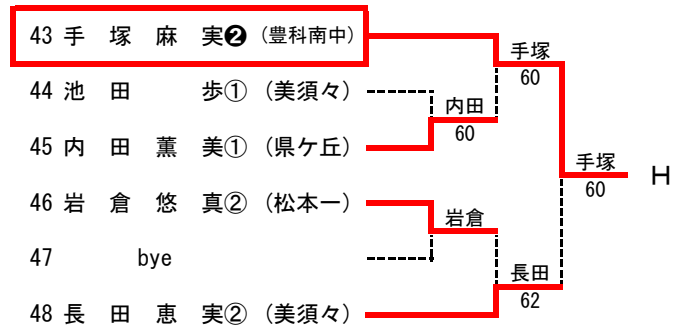 43 手 塚 麻 実❷ (豊科南中)
44 池 田 歩① (美須々)
45 内 田 薫 美① (県ケ丘)
46 岩 倉 悠 真② (松本一)
47 bye
48 長 田 恵 実② (美須々)
内田
60
岩倉
手塚
60
長田
62
手塚
60
H